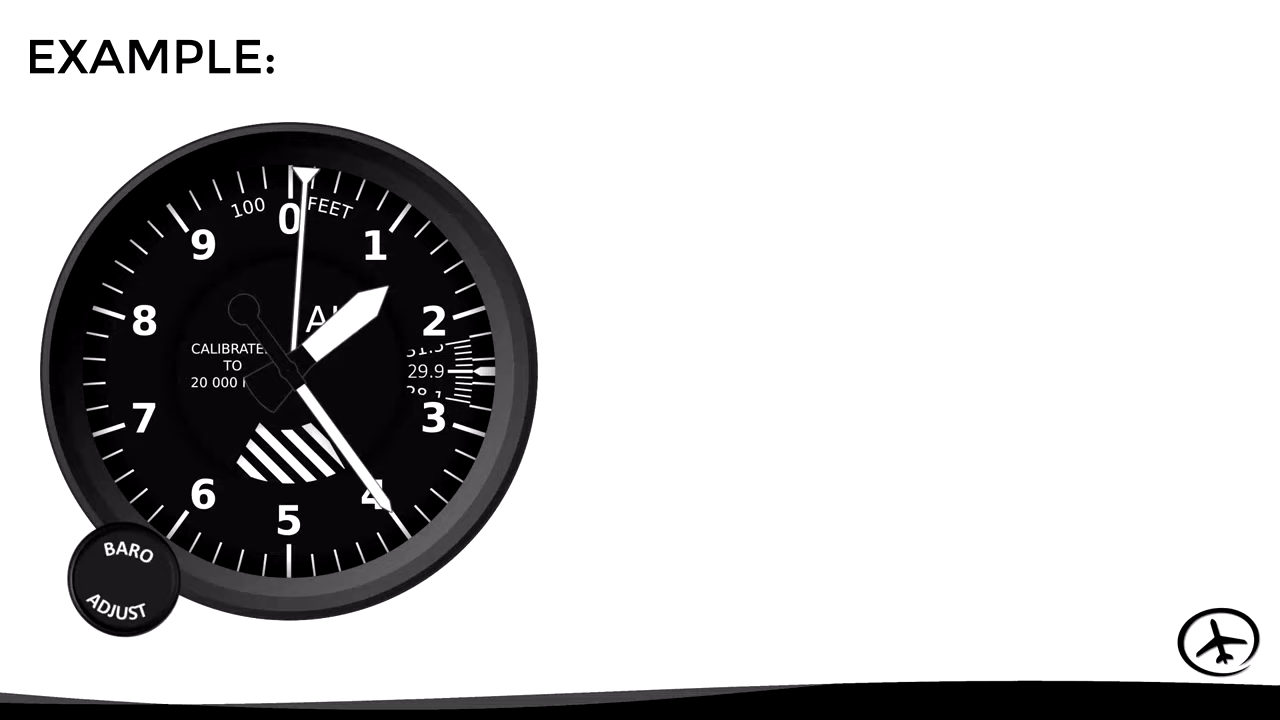 EXAMPLE:
100 FEET
0
9 1
8 2
CALIBRATE
TO
20 000
29.9
7 3
6 4
5
BARO
ADJUST